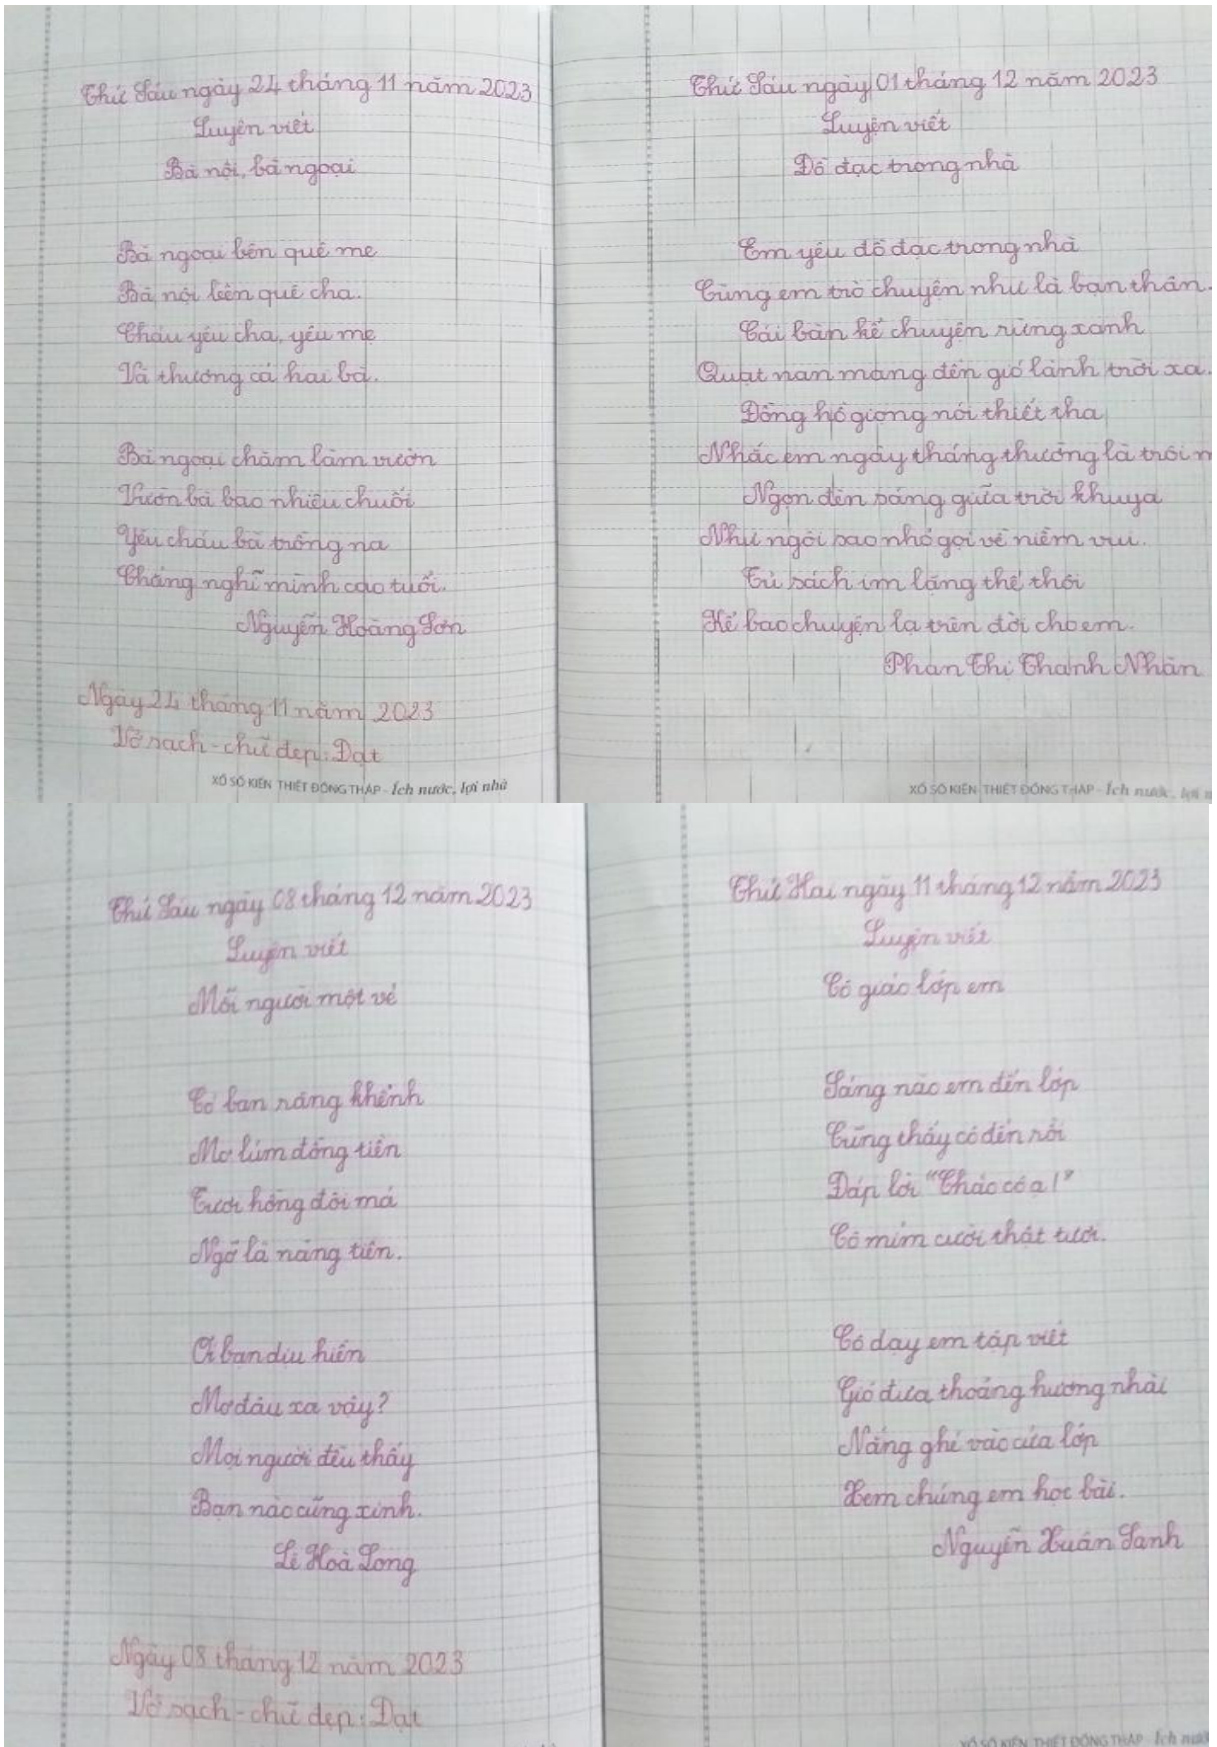 Thứ Sáu ngày 24 tháng 11 năm 2023
Luyện viết
Bà nội, bà ngoại
Bà ngoại bên quê mẹ
Bà nội bên quê cha.
Cháu yêu cha, yêu mẹ
Và thương cả hai bà.
Bà ngoại chăm làm vườn
Vườn bà bao nhiêu chuối
Yêu cháu bà trồng na
Chẳng nghĩ mình cao tuổi.
Nguyễn Hoàng Sơn
Ngày 24 tháng 11 năm 2023
Vở sạch - chữ đẹp: Đạt
XỔ SỐ KIẾN THIẾT ĐỒNG THÁP - Ích nước, lợi nhà
Thứ Sáu ngày 01 tháng 12 năm 2023
Luyện viết
Đồ đạc trong nhà
Em yêu đồ đạc trong nhà
Cùng em trò chuyện như là bạn thân.
Cái bàn kể chuyện rừng xanh
Quạt nan mang đến gió lành trời xa.
Đồng hồ giọng nói thiết tha
Nhắc em ngày tháng thường là trôi m
Ngọn đèn sáng giữa trời khuya
Như ngôi sao nhỏ gọi về niềm vui.
Tủ sách im lặng thế thôi
Kể bao chuyện lạ trên đời cho em.
Phan Thị Thanh Nhàn
XỔ SỐ KIẾN THIẾT ĐỒNG THÁP - Ích nước, lợi n
Thứ Sáu ngày 08 tháng 12 năm 2023
Luyện viết
Mỗi người một vẻ
Có bạn răng khểnh
Má lúm đồng tiền
Tươi hồng đôi má
Ngỡ là nàng tiên.
Ơi bạn dịu hiền
Mơ đâu xa vậy?
Mọi người đều thấy
Bạn nào cũng xinh.
Lê Hoà Long
Ngày 08 tháng 12 năm 2023
Vở sạch - chữ đẹp: Đạt
Thứ Hai ngày 11 tháng 12 năm 2023
Luyện viết
Cô giáo lớp em
Sáng nào em đến lớp
Cũng thấy cô đến rồi
Đáp lời "Chào cô ạ!"
Cô mỉm cười thật tươi.
Cô dạy em tập viết
Gió đưa thoảng hương nhài
Nắng ghé vào cửa lớp
Xem chúng em học bài.
Nguyễn Xuân Sanh
XỔ SỐ KIẾN THIẾT ĐỒNG THÁP - Ích nước